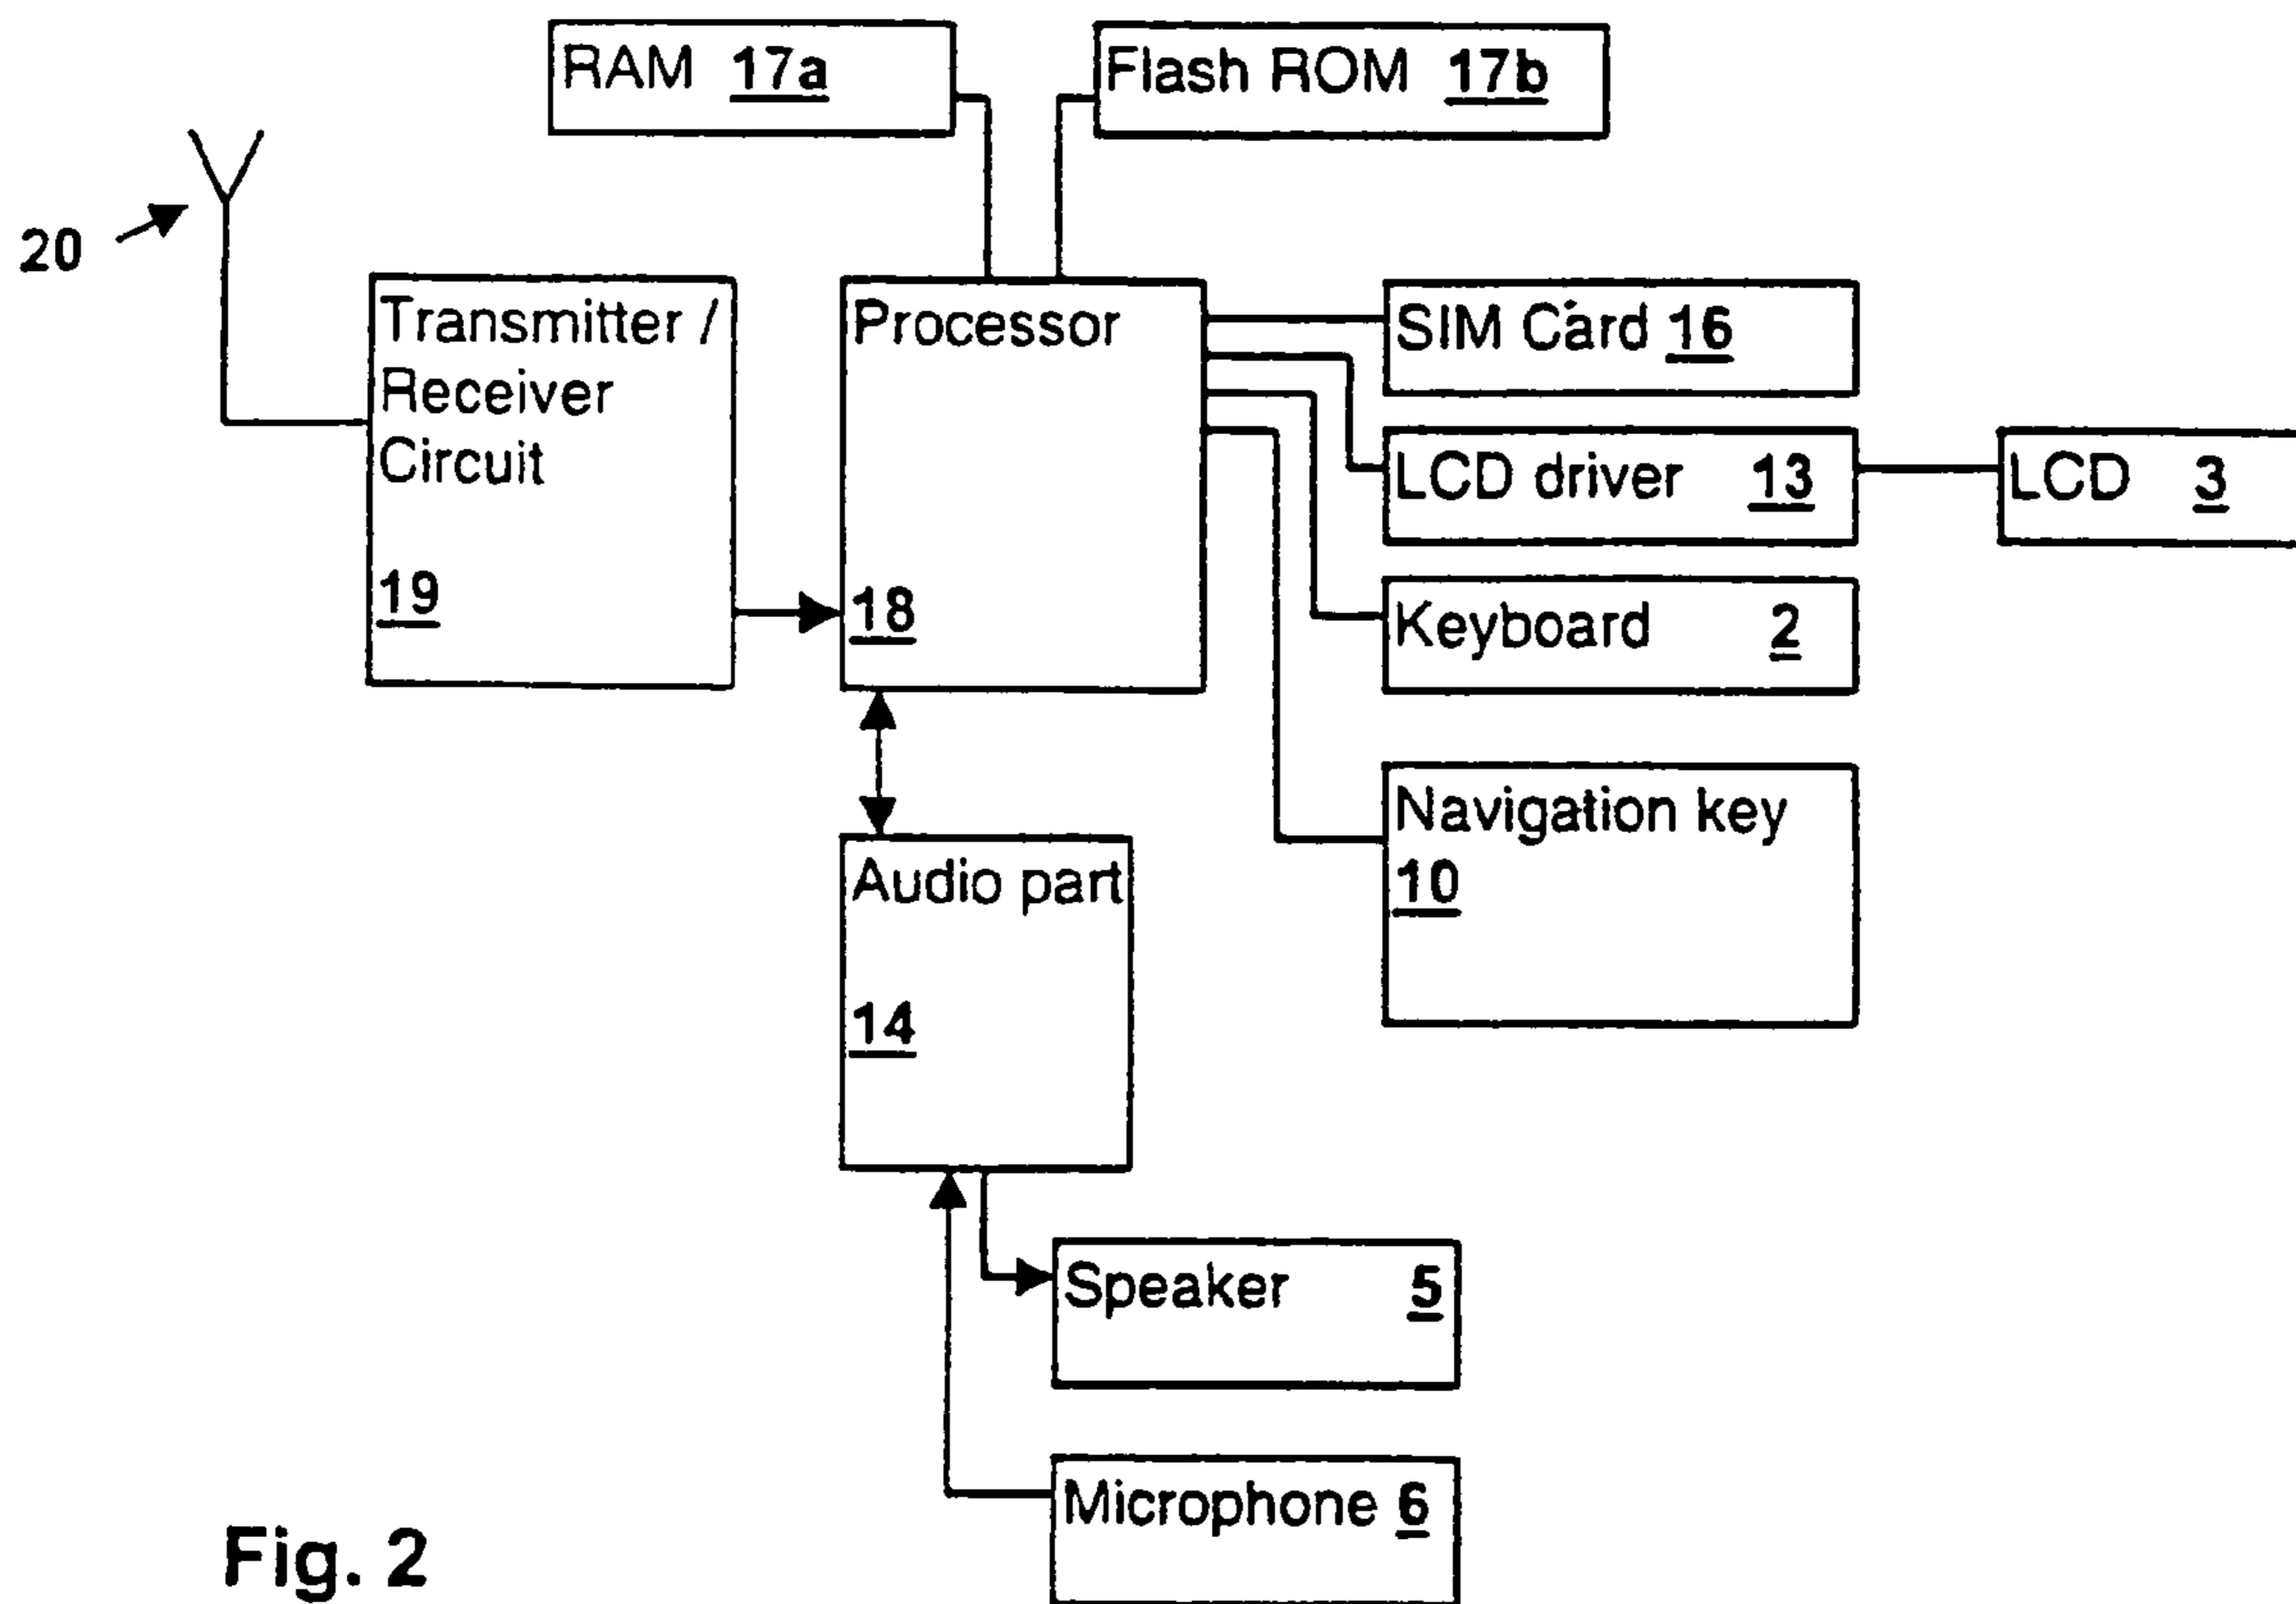 RAM 17a
Flash ROM 17b
20
Transmitter /
Receiver
Circuit
19
Processor
18
SIM Card 16
LCD driver 13
LCD 3
Keyboard 2
Navigation key
10
Audio part
14
Speaker 5
Microphone 6
Fig. 2